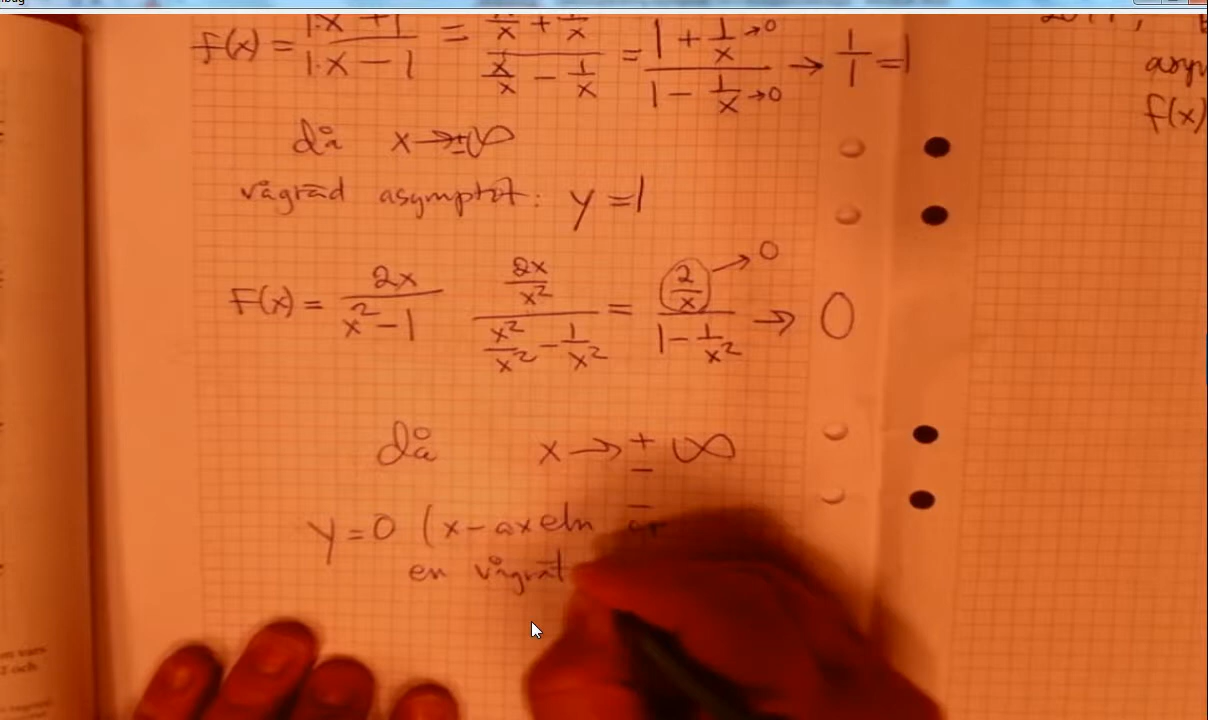 f(x) = (1·x + 1)/(1·x − 1) = (x/x + 1/x)/(x/x − 1/x) = (1 + 1/x →0)/(1 − 1/x →0) → 1/1 = 1
då x → ±∞
vågräd asymptot: y = 1
F(x) = 2x/(x² − 1) (2x/x²)/(x²/x² − 1/x²) = (2/x → 0)/(1 − 1/x²) → 0
då x → ± ∞
y = 0 (x-axeln är
en vågrät
asym
f(x)